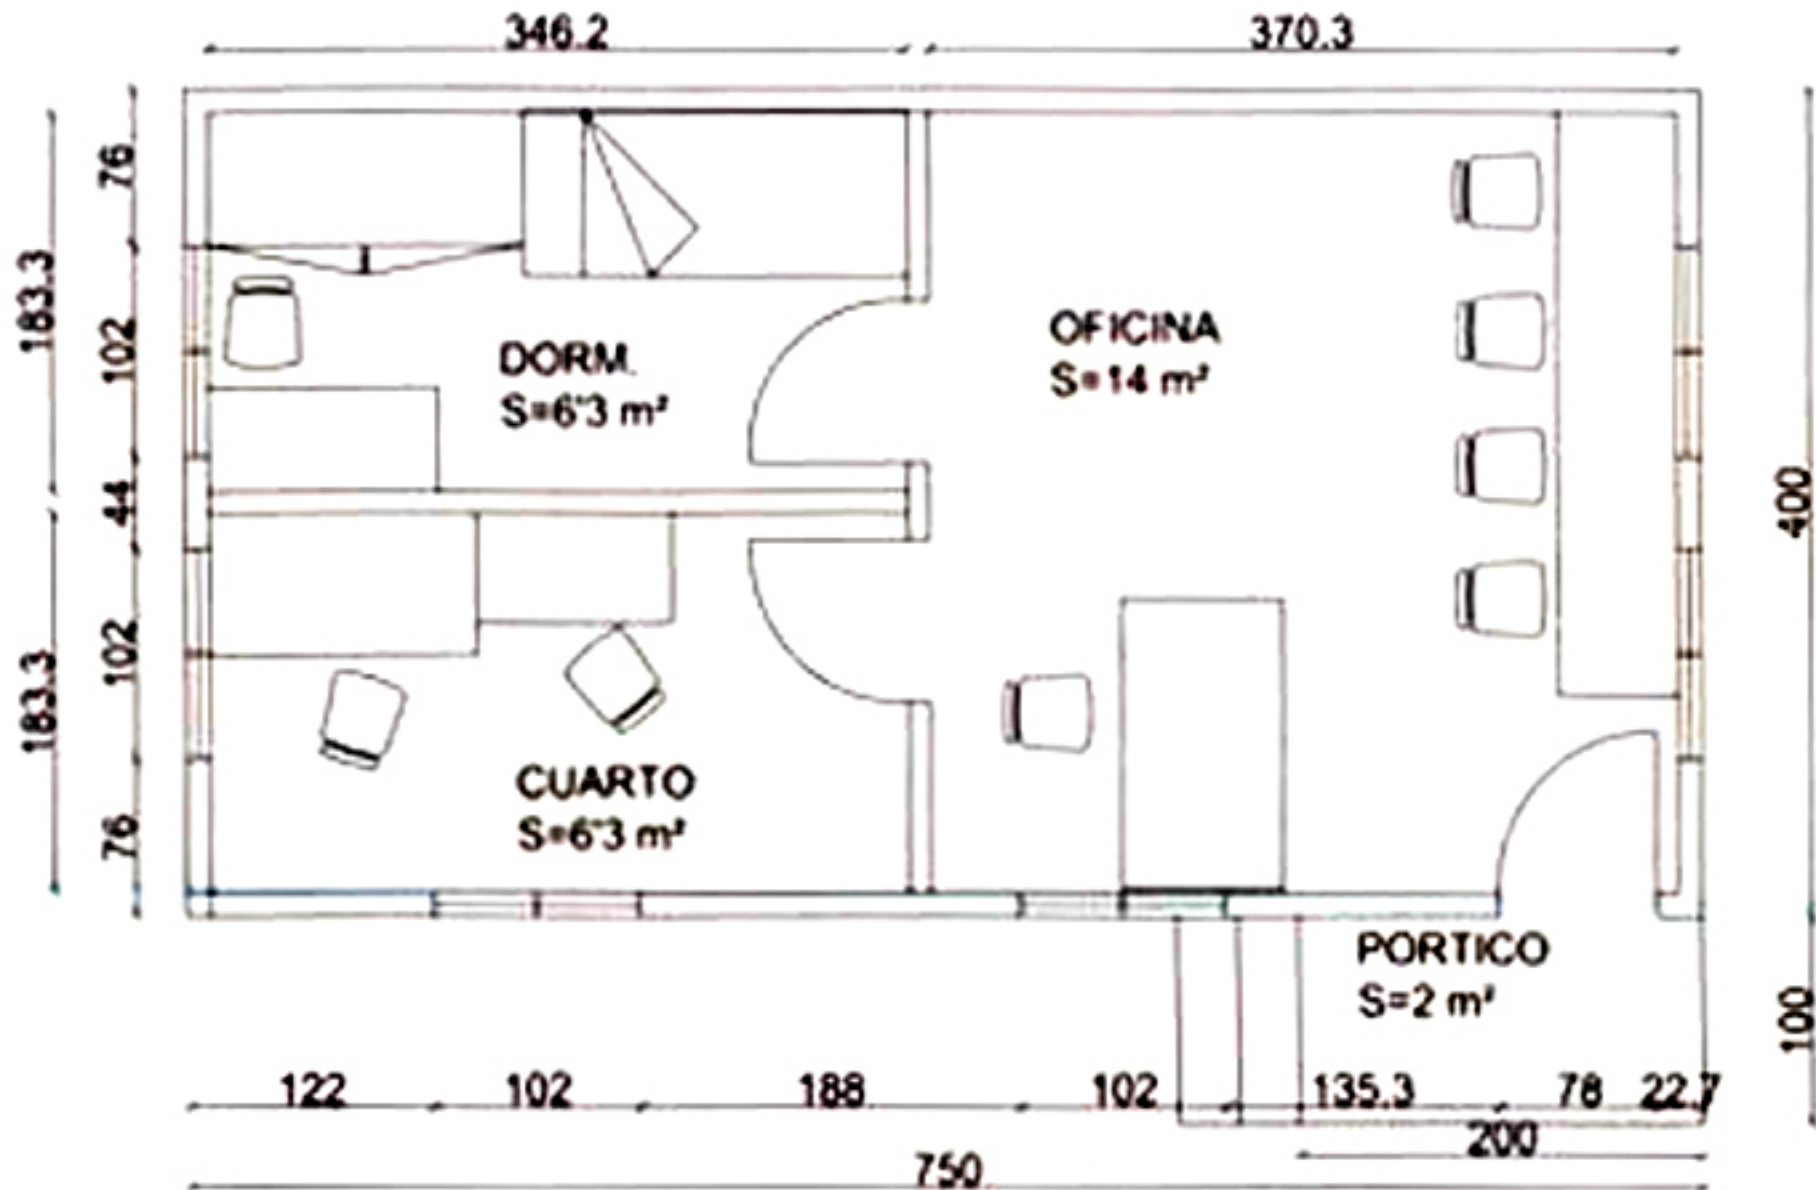 346.2
370.3
76
183.3
102
44
183.3
102
76
DORM.
S=6'3 m²
OFICINA
S=14 m²
400
CUARTO
S=6'3 m²
PORTICO
S=2 m²
100
122
102
188
102
135.3
78
22.7
200
750